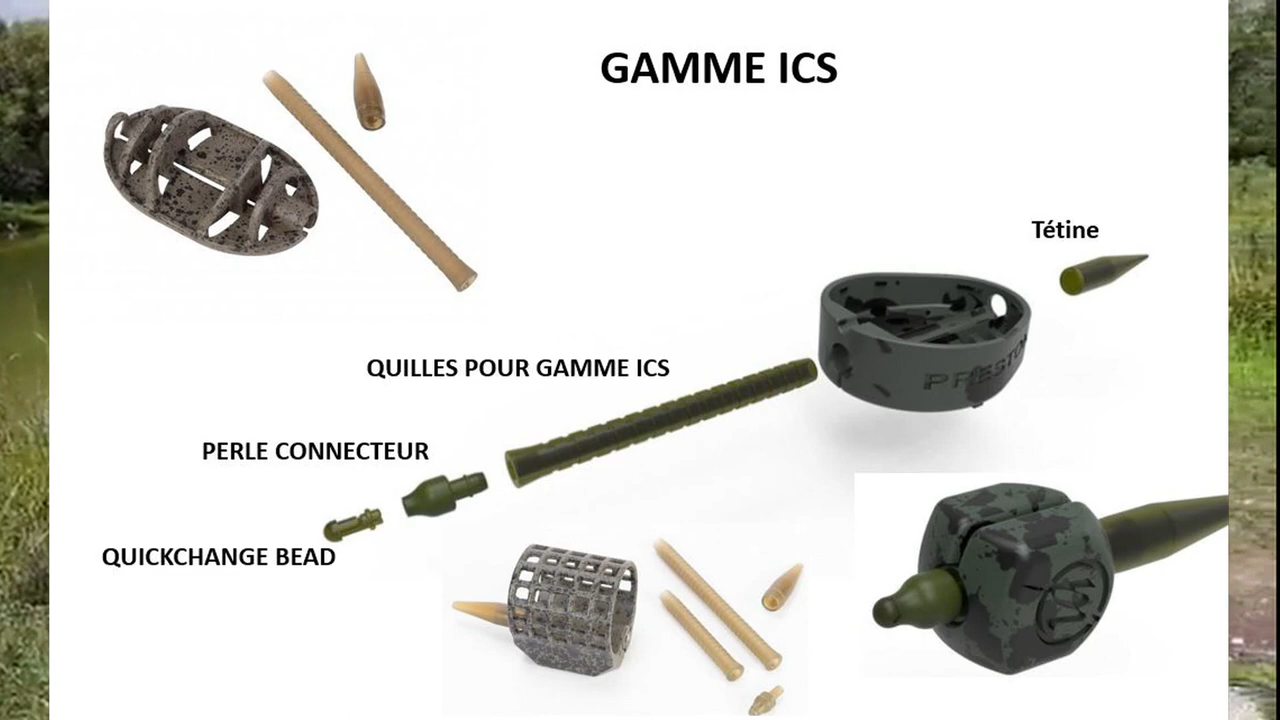 GAMME ICS
Tétine
PRESTON
QUILLES POUR GAMME ICS
PERLE CONNECTEUR
QUICKCHANGE BEAD